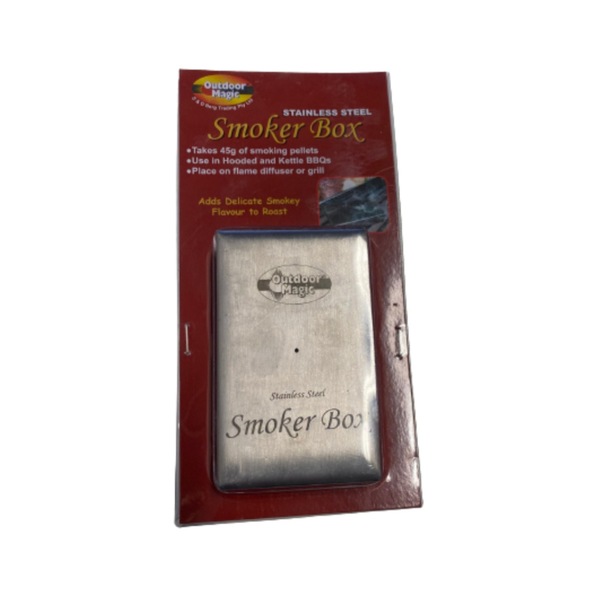 Outdoor
Magic
STAINLESS STEEL
Smoker Box
•Takes 45g of smoking pellets
•Use in Hooded and Kettle BBQs
•Place on flame diffuser or grill
Adds Delicate Smokey
Flavour to Roast
Outdoor
Magic
Stainless Steel
Smoker Box